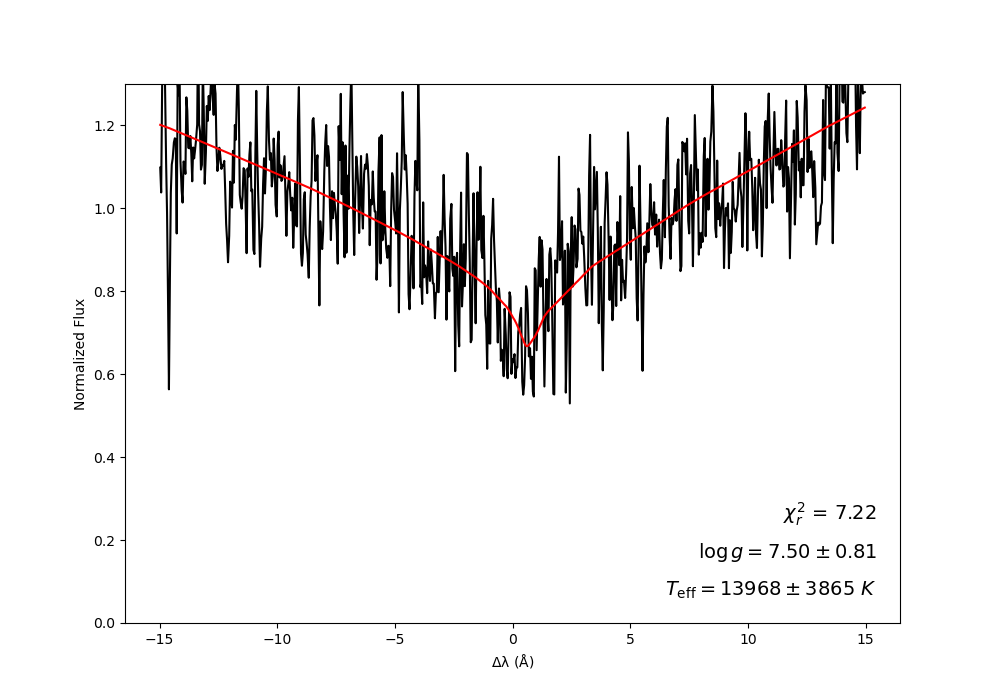 1.2
1.0
0.8
0.6
0.4
0.2
0.0
Normalized Flux
χ²ᵣ = 7.22
log g = 7.50 ± 0.81
T_eff = 13968 ± 3865 K
−15 −10 −5 0 5 10 15
Δλ (Å)